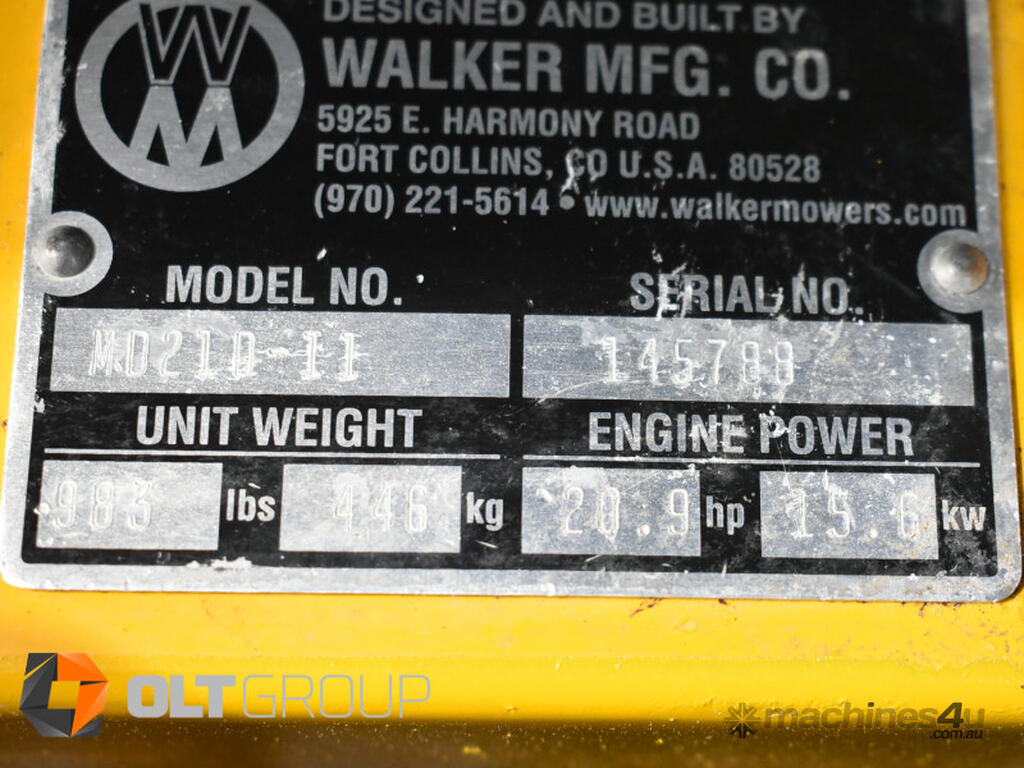 DESIGNED AND BUILT BY
WALKER MFG. CO.
5925 E. HARMONY ROAD
FORT COLLINS, CO U.S.A. 80528
(970) 221-5614 • www.walkermowers.com
MODEL NO. SERIAL NO.
MD21D-11 145788
UNIT WEIGHT ENGINE POWER
983 lbs 446 kg 20.9 hp 15.6 kw
OLTGROUP
machines4u
.com.au